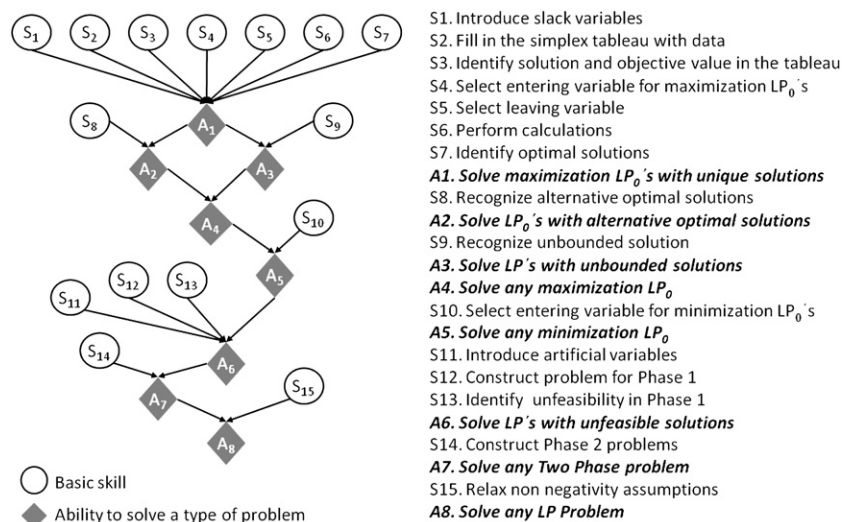 S1 S2 S3 S4 S5 S6 S7
S8 A1 S9
A2 A3
A4 S10
A5
S11 S12 S13
S14 A6
A7 S15
A8
Basic skill
Ability to solve a type of problem
S1. Introduce slack variables
S2. Fill in the simplex tableau with data
S3. Identify solution and objective value in the tableau
S4. Select entering variable for maximization LP0´s
S5. Select leaving variable
S6. Perform calculations
S7. Identify optimal solutions
A1. Solve maximization LP0´s with unique solutions
S8. Recognize alternative optimal solutions
A2. Solve LP0´s with alternative optimal solutions
S9. Recognize unbounded solution
A3. Solve LP´s with unbounded solutions
A4. Solve any maximization LP0
S10. Select entering variable for minimization LP0´s
A5. Solve any minimization LP0
S11. Introduce artificial variables
S12. Construct problem for Phase 1
S13. Identify unfeasibility in Phase 1
A6. Solve LP´s with unfeasible solutions
S14. Construct Phase 2 problems
A7. Solve any Two Phase problem
S15. Relax non negativity assumptions
A8. Solve any LP Problem